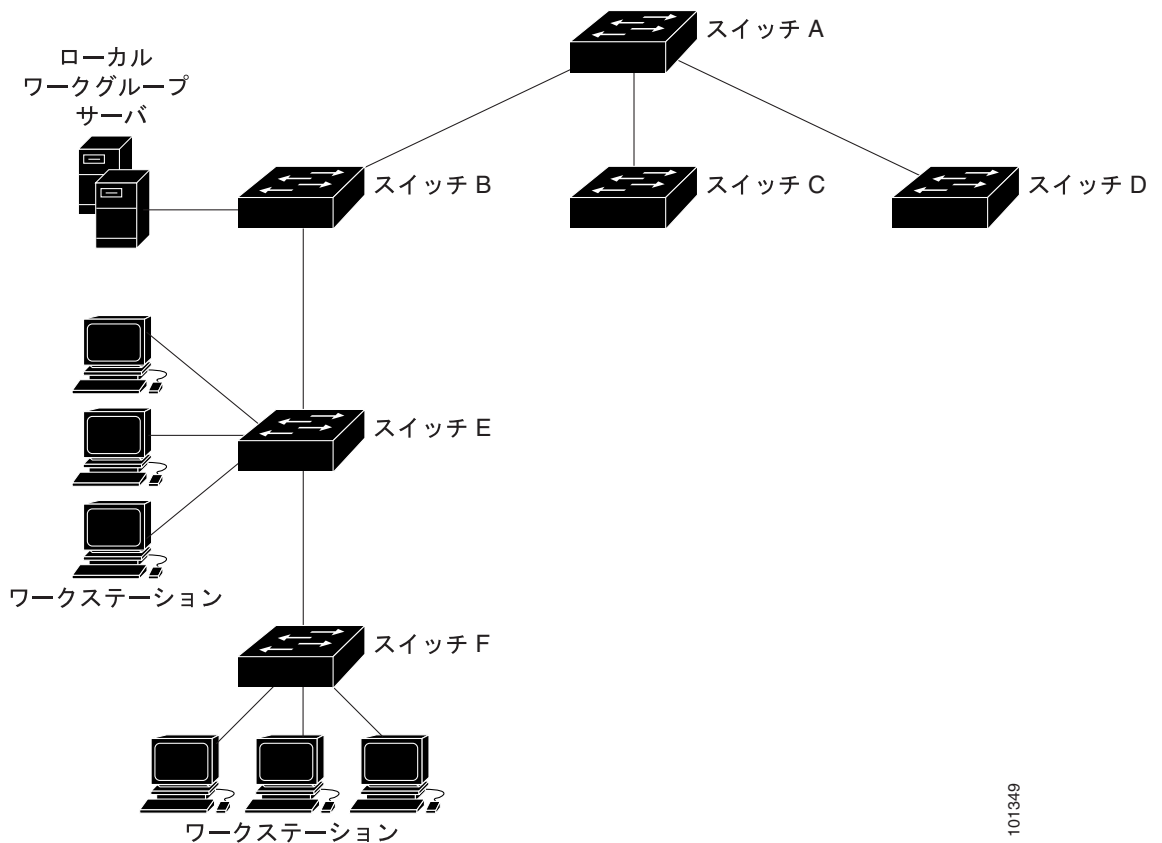 スイッチ A
ローカル
ワークグループ
サーバ
スイッチ B
スイッチ C
スイッチ D
スイッチ E
ワークステーション
スイッチ F
ワークステーション
101349